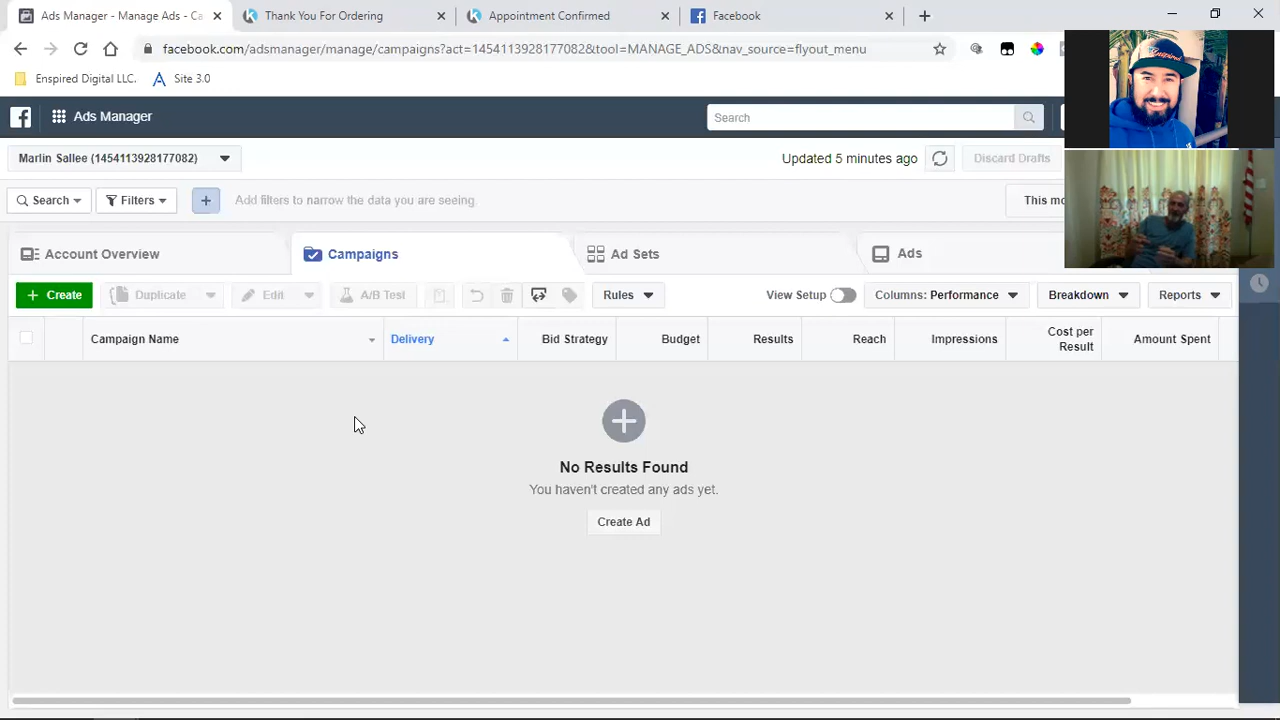 Ads Manager - Manage Ads - Ca
Thank You For Ordering
Appointment Confirmed
Facebook
facebook.com/adsmanager/manage/campaigns?act=1454113928177082&tool=MANAGE_ADS&nav_source=flyout_menu
Enspired Digital LLC.
Site 3.0
Ads Manager
Search
Marlin Sallee (1454113928177082)
Updated 5 minutes ago
Discard Drafts
Search
Filters
Add filters to narrow the data you are seeing.
This mo
Account Overview
Campaigns
Ad Sets
Ads
+ Create
Duplicate
Edit
A/B Test
Rules
View Setup
Columns: Performance
Breakdown
Reports
Campaign Name
Delivery
Bid Strategy
Budget
Results
Reach
Impressions
Cost per
Result
Amount Spent
No Results Found
You haven't created any ads yet.
Create Ad